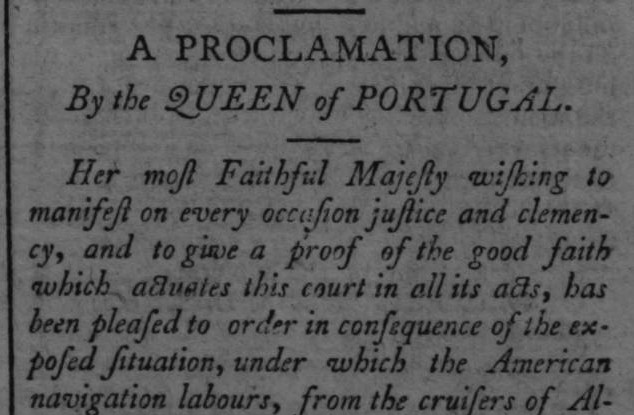 A PROCLAMATION,
By the QUEEN of PORTUGAL.
Her moſt Faithful Majeſty wiſhing to
manifeſt on every occaſion juſtice and clemen-
cy, and to give a proof of the good faith
which actuates this court in all its acts, has
been pleaſed to order in conſequence of the ex-
poſed ſituation, under which the American
navigation labours, from the cruiſers of Al-